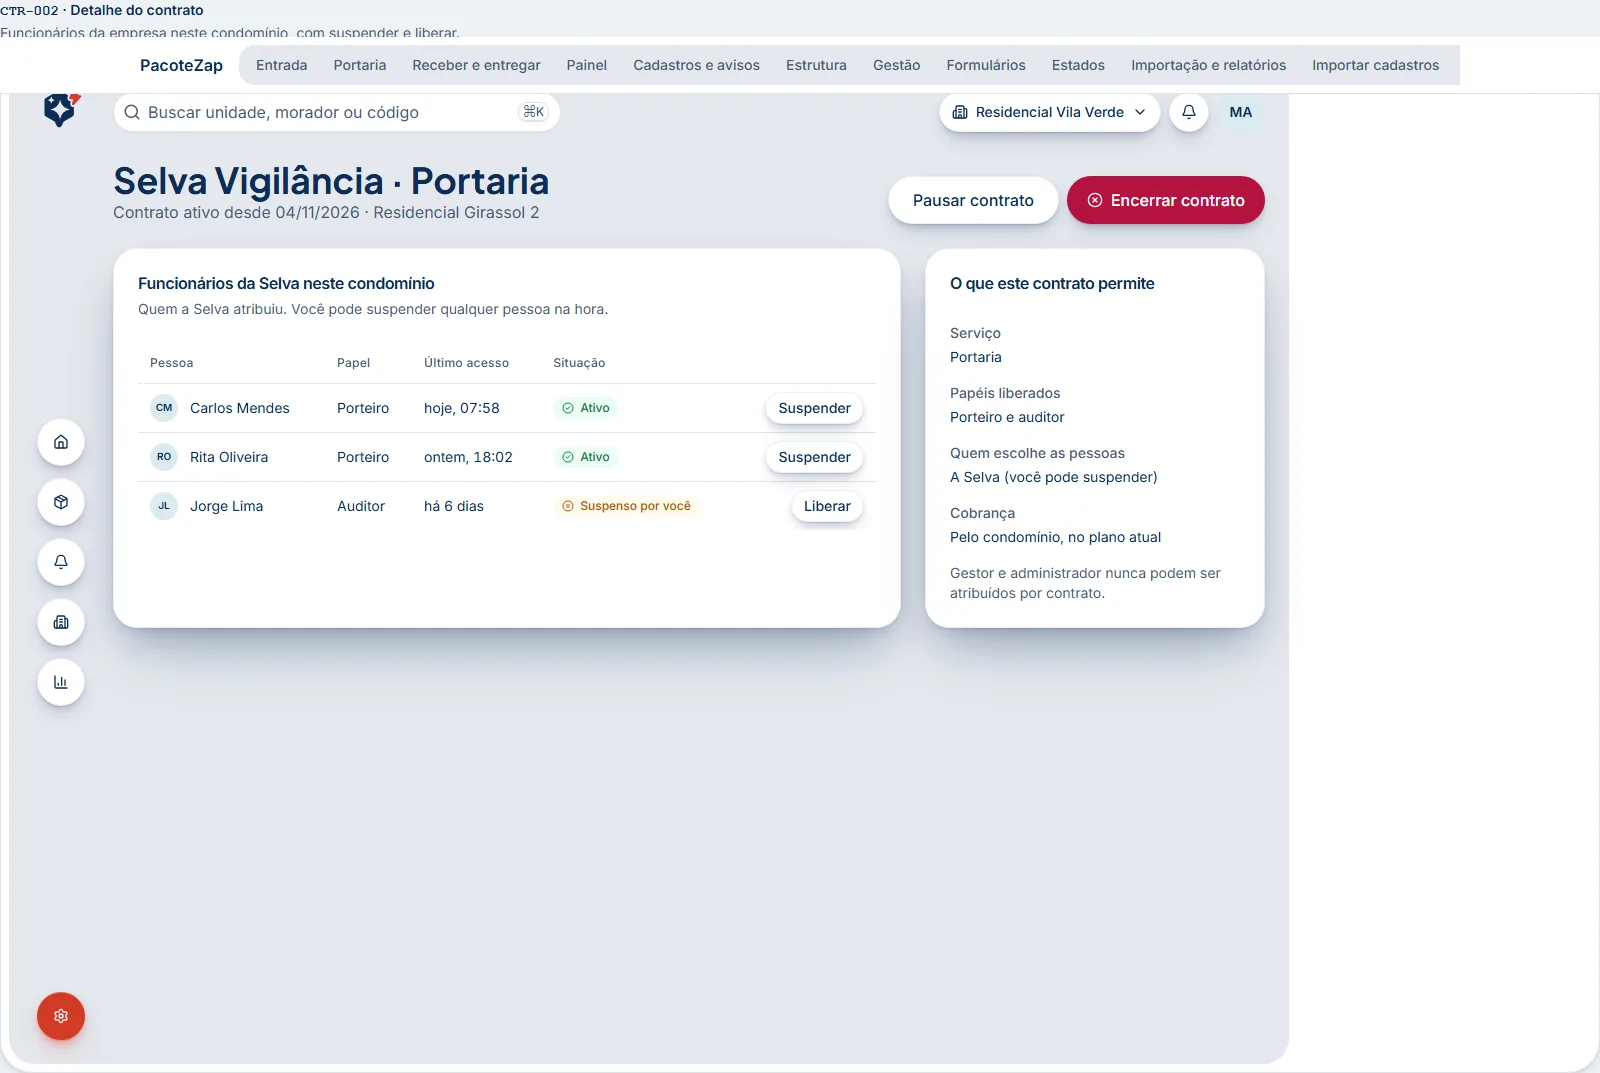 CTR-002 · Detalhe do contrato
Funcionários da empresa neste condomínio, com suspender e liberar.
PacoteZap
Entrada
Portaria
Receber e entregar
Painel
Cadastros e avisos
Estrutura
Gestão
Formulários
Estados
Importação e relatórios
Importar cadastros
Buscar unidade, morador ou código
⌘K
Residencial Vila Verde
MA
Selva Vigilância · Portaria
Contrato ativo desde 04/11/2026 · Residencial Girassol 2
Pausar contrato
Encerrar contrato
Funcionários da Selva neste condomínio
Quem a Selva atribuiu. Você pode suspender qualquer pessoa na hora.
Pessoa Papel Último acesso Situação
CM Carlos Mendes Porteiro hoje, 07:58 Ativo Suspender
RO Rita Oliveira Porteiro ontem, 18:02 Ativo Suspender
JL Jorge Lima Auditor há 6 dias Suspenso por você Liberar
O que este contrato permite
Serviço
Portaria
Papéis liberados
Porteiro e auditor
Quem escolhe as pessoas
A Selva (você pode suspender)
Cobrança
Pelo condomínio, no plano atual
Gestor e administrador nunca podem ser
atribuídos por contrato.